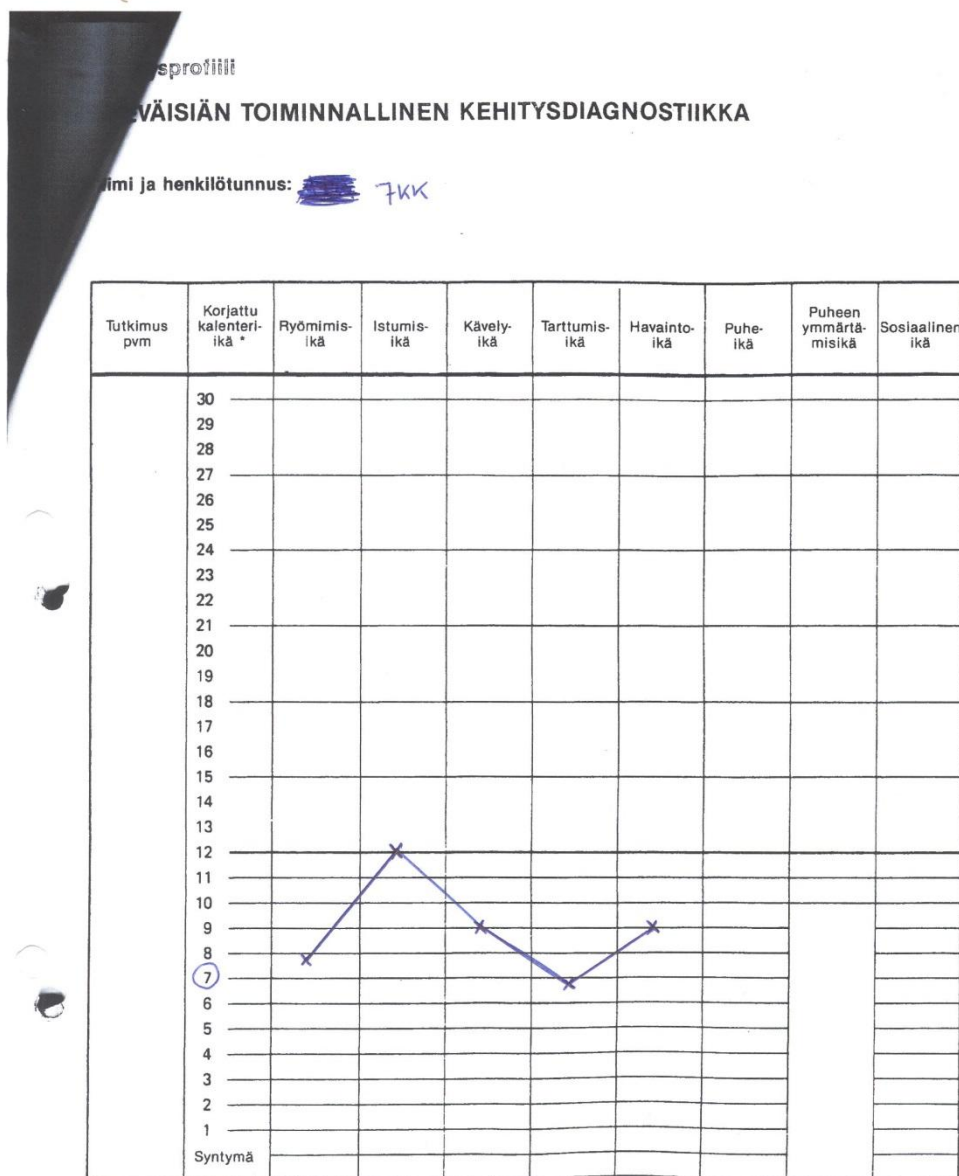 sprofiili
VÄISIÄN TOIMINNALLINEN KEHITYSDIAGNOSTIIKKA
imi ja henkilötunnus: 7KK
Tutkimus pvm
Korjattu kalenteri-ikä *
Ryömimis-ikä
Istumis-ikä
Kävely-ikä
Tarttumis-ikä
Havainto-ikä
Puhe-ikä
Puheen ymmärtä-misikä
Sosiaalinen ikä
30
29
28
27
26
25
24
23
22
21
20
19
18
17
16
15
14
13
12
11
10
9
8
7
6
5
4
3
2
1
Syntymä